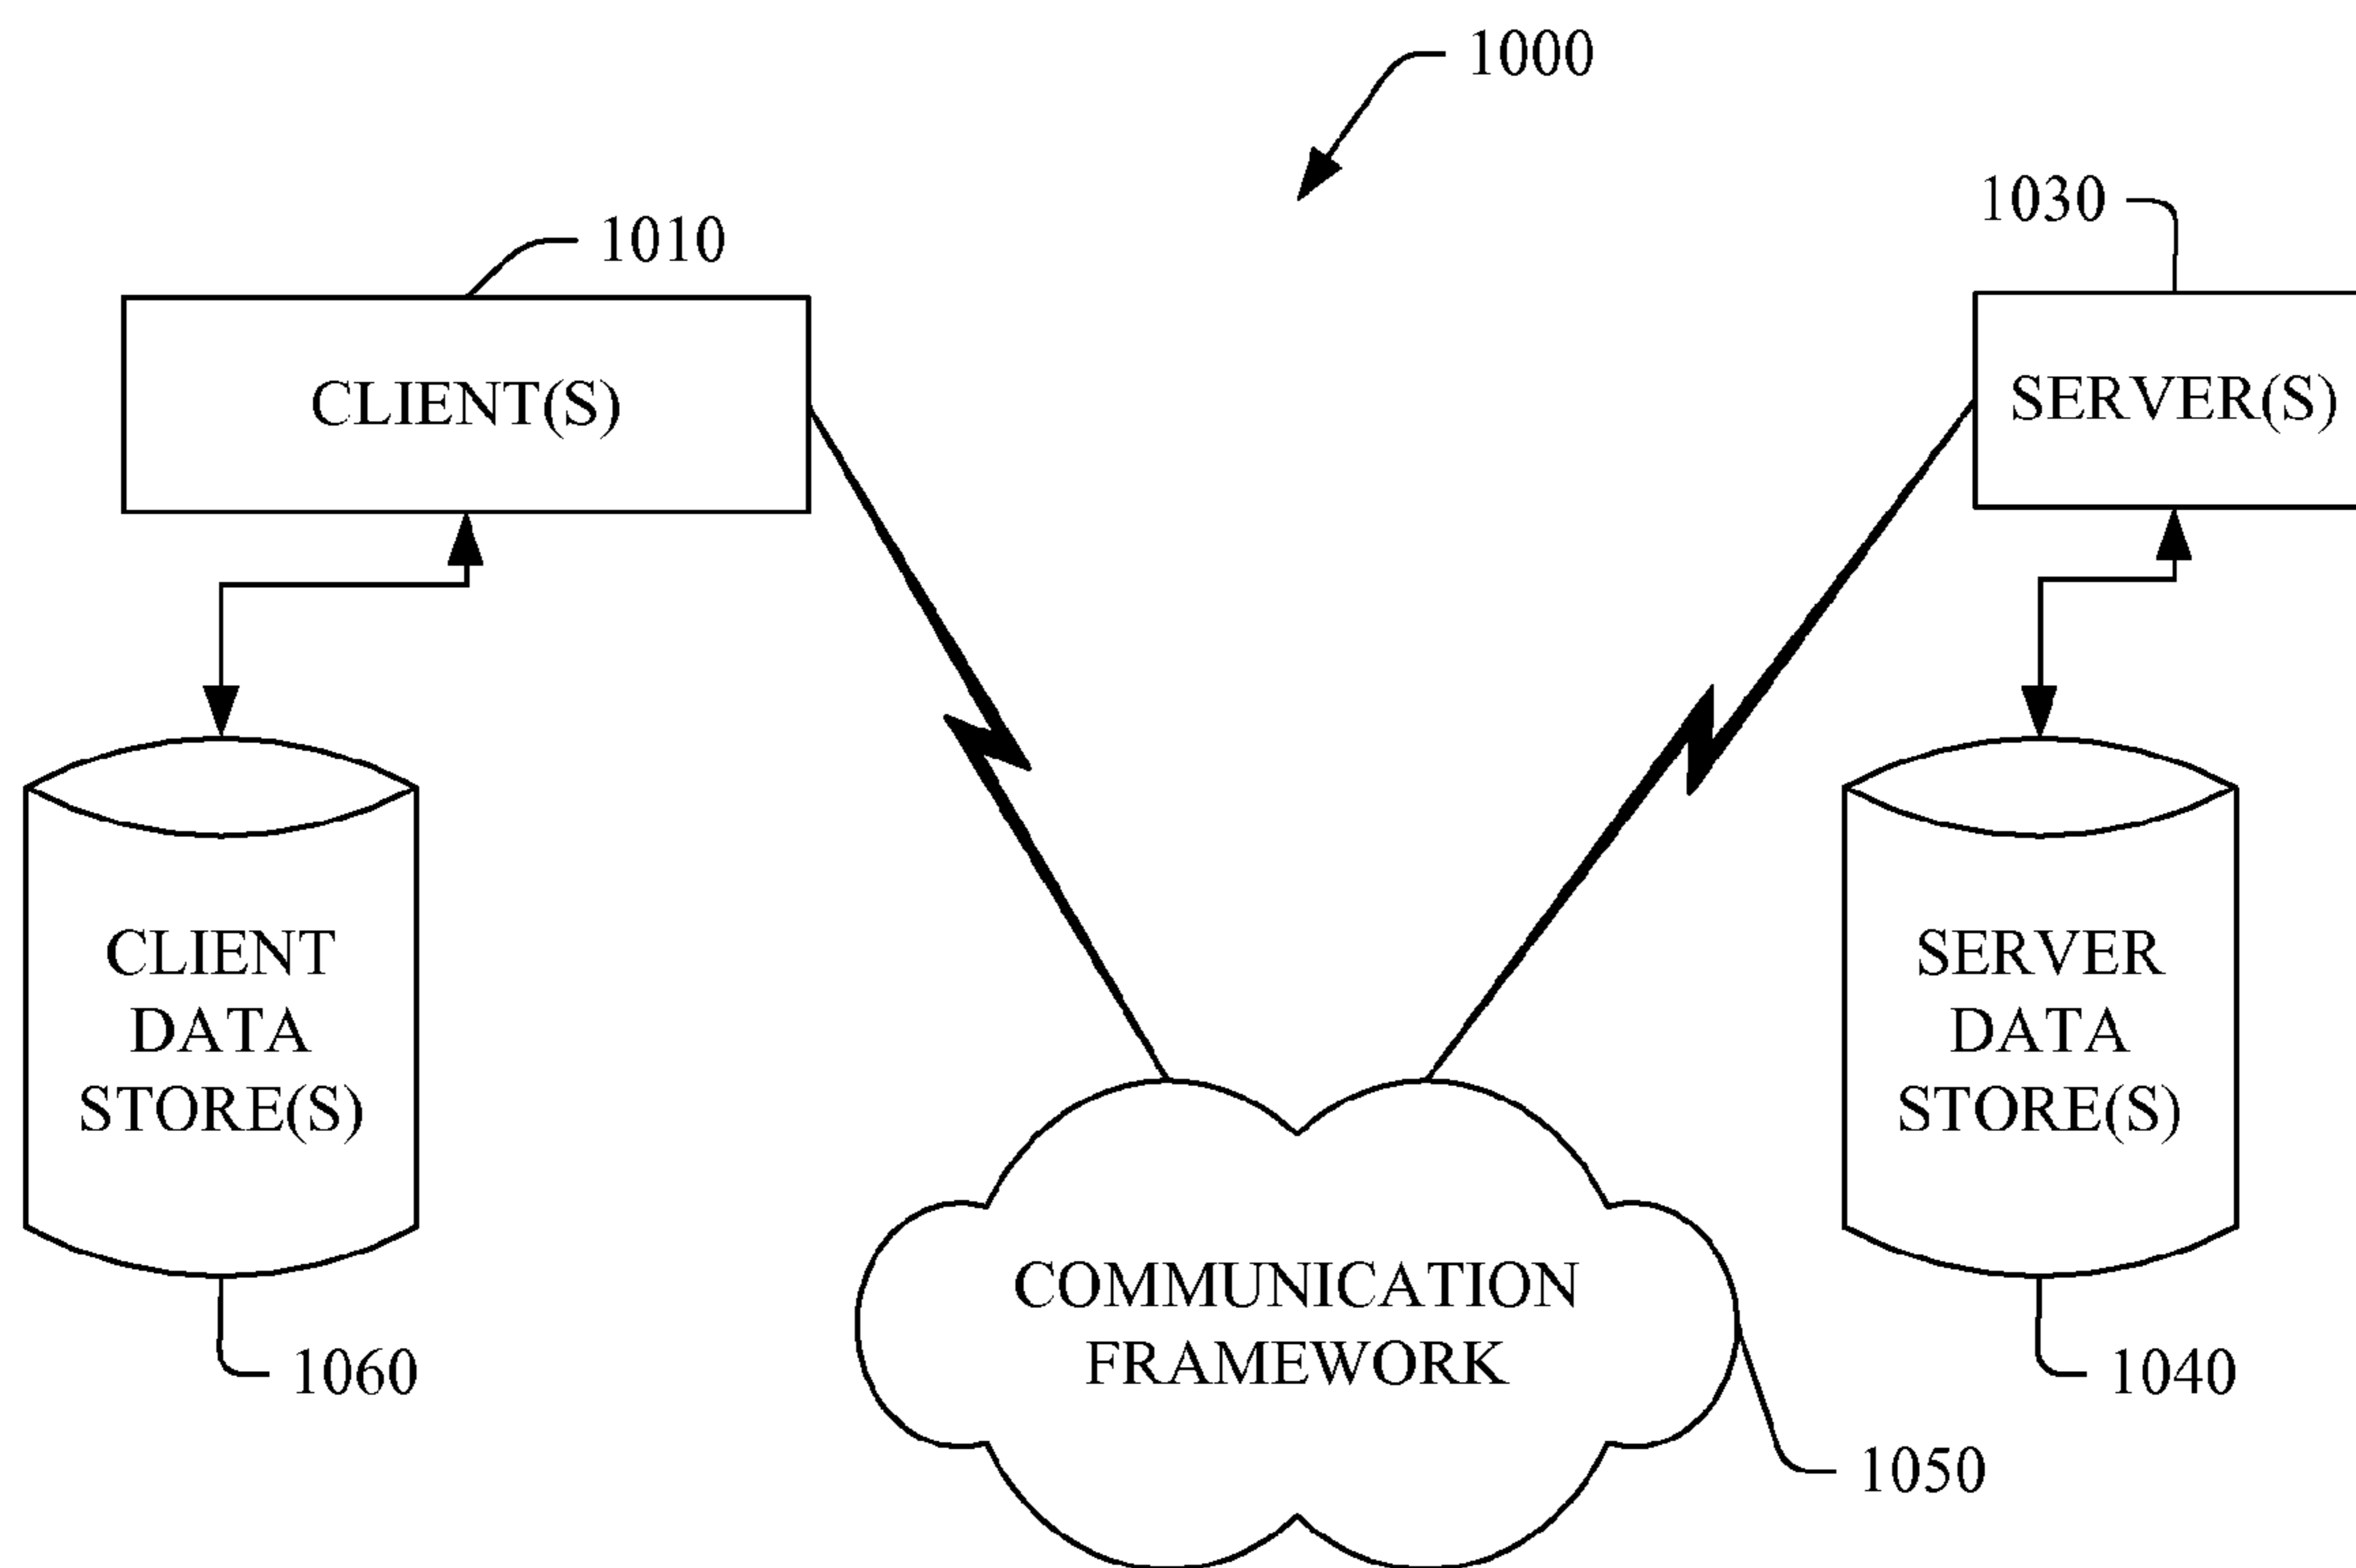 1000
1010
1030
CLIENT(S)
SERVER(S)
CLIENT
DATA
STORE(S)
SERVER
DATA
STORE(S)
COMMUNICATION
FRAMEWORK
1060
1040
1050